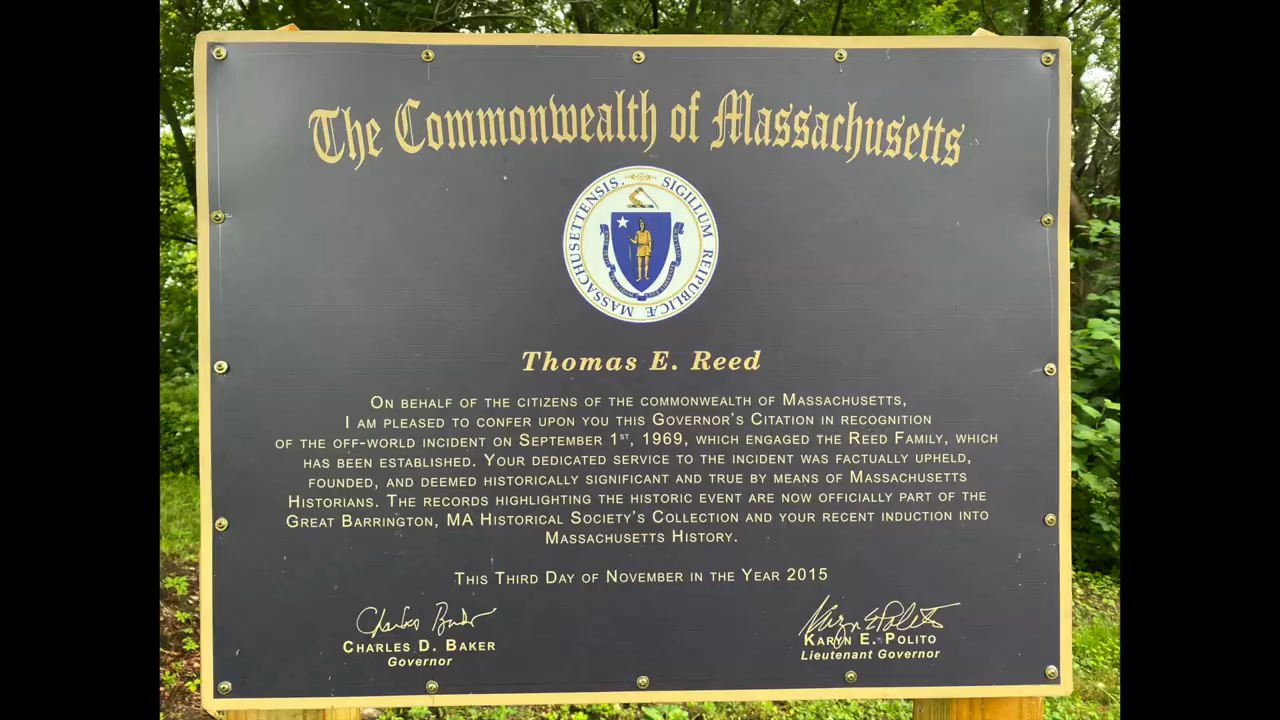 The Commonwealth of Massachusetts
MASSACHUSETTENSIS. SIGILLUM REIPUBLICÆ
Thomas E. Reed
On behalf of the citizens of the commonwealth of Massachusetts,
I am pleased to confer upon you this Governor's Citation in recognition
of the off-world incident on September 1st, 1969, which engaged the Reed Family, which
has been established. Your dedicated service to the incident was factually upheld,
founded, and deemed historically significant and true by means of Massachusetts
Historians. The records highlighting the historic event are now officially part of the
Great Barrington, MA Historical Society's Collection and your recent induction into
Massachusetts History.
This Third Day of November in the Year 2015
Charles Baker
Charles D. Baker
Governor
Karyn E Polito
Karyn E. Polito
Lieutenant Governor